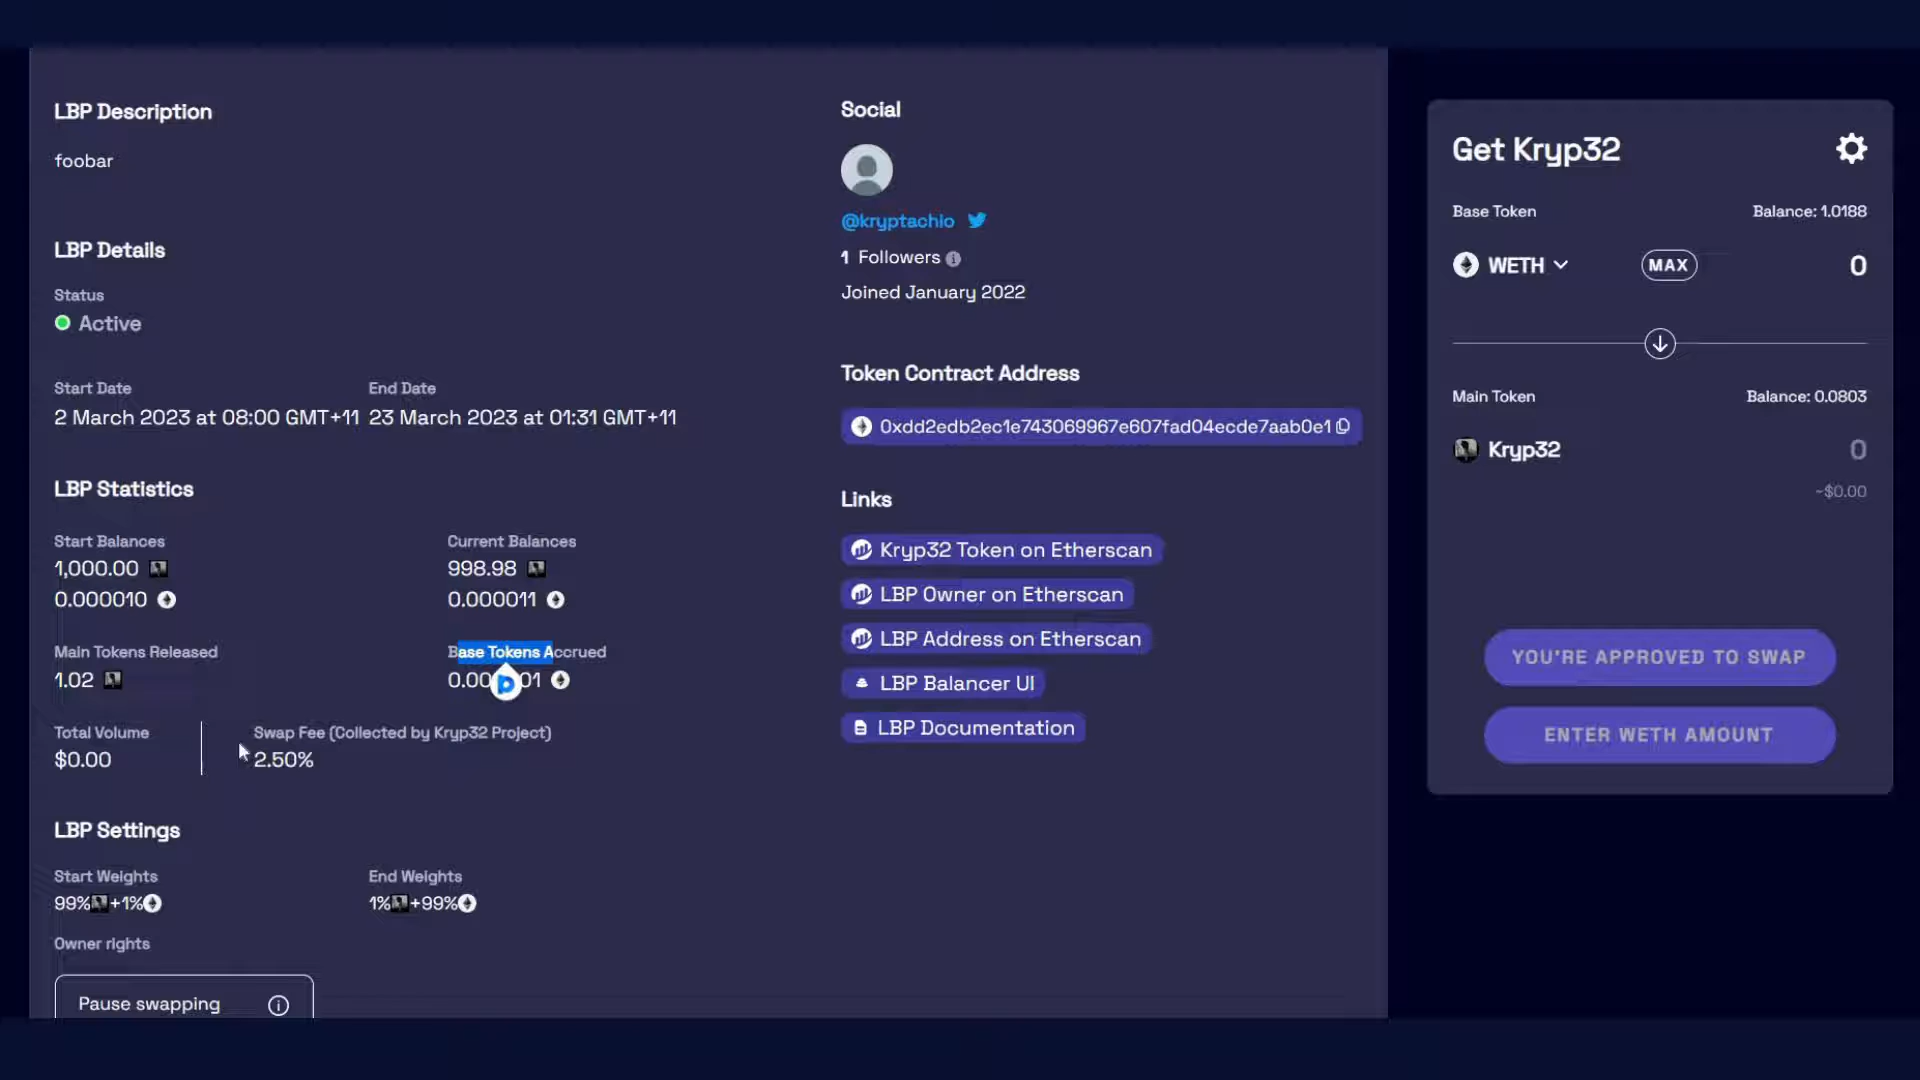 LBP Description
foobar
LBP Details
Status
Active
Start Date
End Date
2 March 2023 at 08:00 GMT+11
23 March 2023 at 01:31 GMT+11
LBP Statistics
Start Balances
Current Balances
1,000.00
998.98
0.000010
0.000011
Main Tokens Released
Base Tokens Accrued
1.02
Total Volume
Swap Fee (Collected by Kryp32 Project)
$0.00
2.50%
LBP Settings
Start Weights
End Weights
99%+1%
1%+99%
Owner rights
Pause swapping
Social
@kryptachio
1 Followers
Joined January 2022
Token Contract Address
0xdd2edb2ec1e743069967e607fad04ecde7aab0e1
Links
Kryp32 Token on Etherscan
LBP Owner on Etherscan
LBP Address on Etherscan
LBP Balancer UI
LBP Documentation
Get Kryp32
Base Token
Balance: 1.0188
WETH
MAX
0
Main Token
Balance: 0.0803
Kryp32
0
~$0.00
YOU'RE APPROVED TO SWAP
ENTER WETH AMOUNT